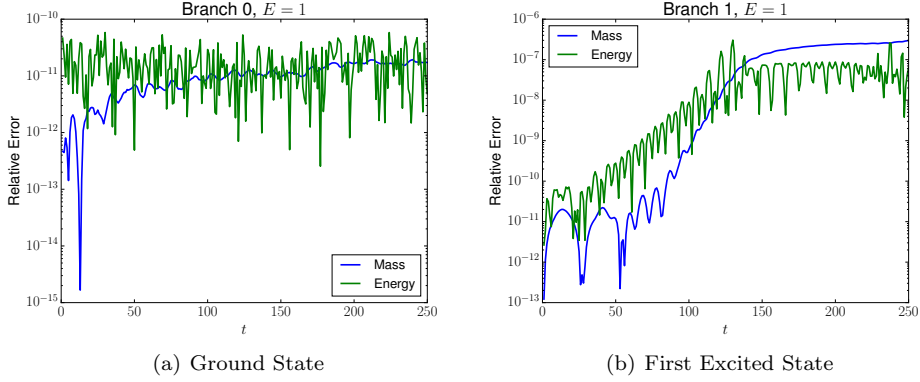 Branch 0, E = 1
10^{-10}
10^{-11}
10^{-12}
10^{-13}
10^{-14}
10^{-15}
Relative Error
Mass
Energy
0 50 100 150 200 250
t
(a) Ground State
Branch 1, E = 1
10^{-6}
10^{-7}
10^{-8}
10^{-9}
10^{-10}
10^{-11}
10^{-12}
10^{-13}
Relative Error
Mass
Energy
0 50 100 150 200 250
t
(b) First Excited State